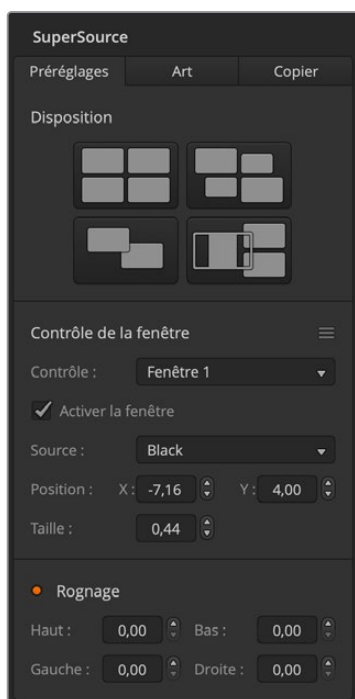 SuperSource
Préréglages Art Copier
Disposition
Contrôle de la fenêtre
Contrôle : Fenêtre 1
Activer la fenêtre
Source : Black
Position : X: -7,16 Y: 4,00
Taille : 0,44
Rognage
Haut : 0,00 Bas : 0,00
Gauche : 0,00 Droite : 0,00